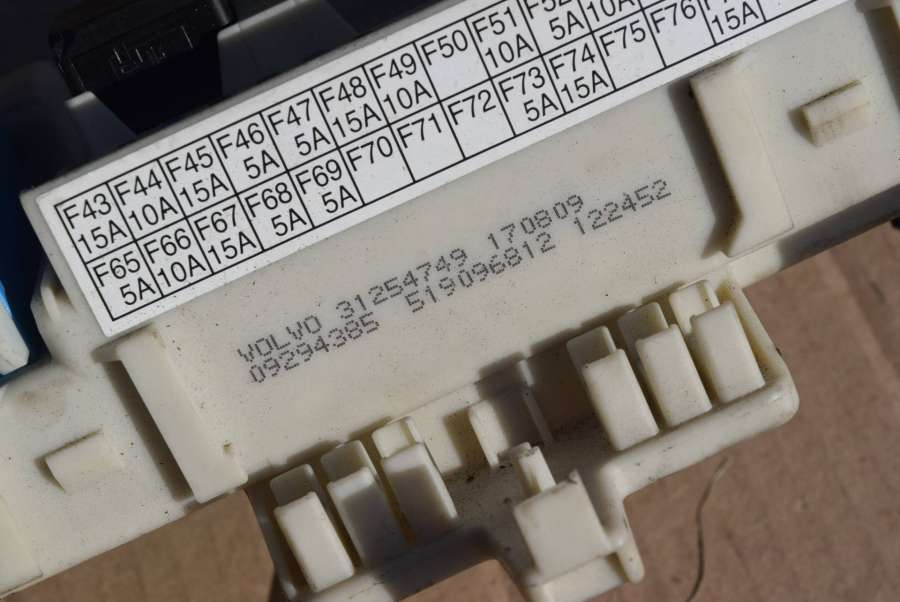 F43 F44 F45 F46 F47 F48 F49 F50 F51 F52
15A 10A 15A 5A 5A 15A 10A 10A 5A 10A
F65 F66 F67 F68 F69 F70 F71 F72 F73 F74 F75 F76
5A 10A 15A 5A 5A 5A 15A 15A
VOLVO 31254749 170809
09294385 519096812 122452